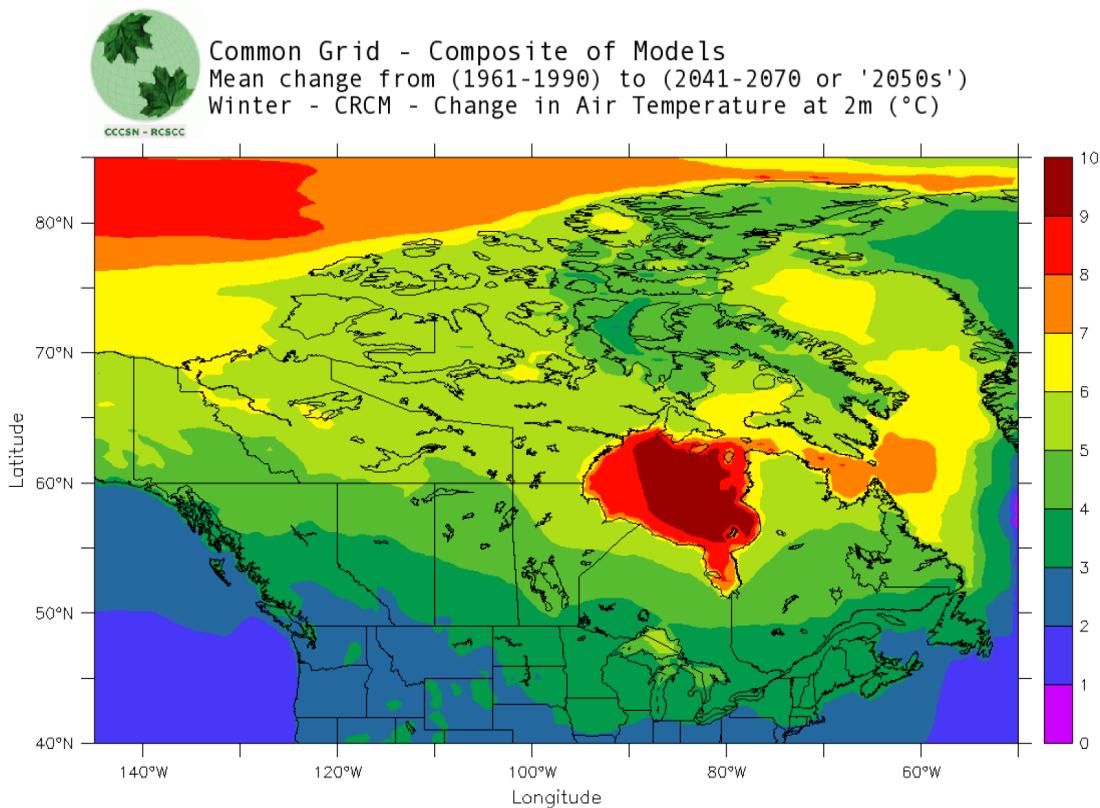 Common Grid - Composite of Models
Mean change from (1961-1990) to (2041-2070 or '2050s')
Winter - CRCM - Change in Air Temperature at 2m (°C)
CCCSN - RCSCC
10
9
8
7
6
5
4
3
2
1
0
80°N
70°N
60°N
50°N
40°N
Latitude
140°W
120°W
100°W
80°W
60°W
Longitude